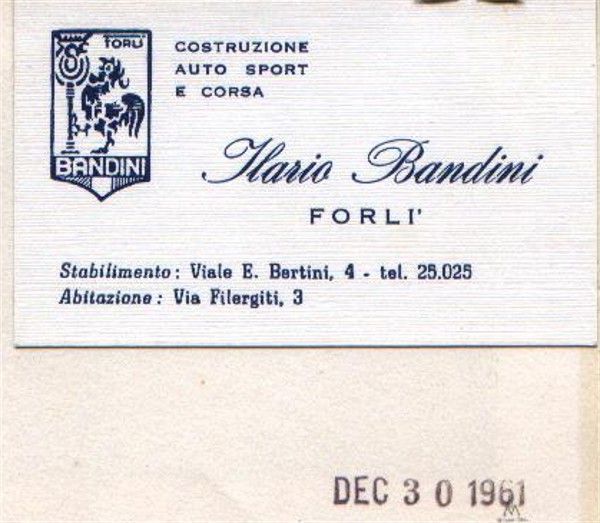 FORLI
BANDINI
COSTRUZIONE
AUTO SPORT
E CORSA
Ilario Bandini
FORLI'
Stabilimento: Viale E. Bertini, 4 - tel. 25.025
Abitazione: Via Filergiti, 3
DEC 30 1961